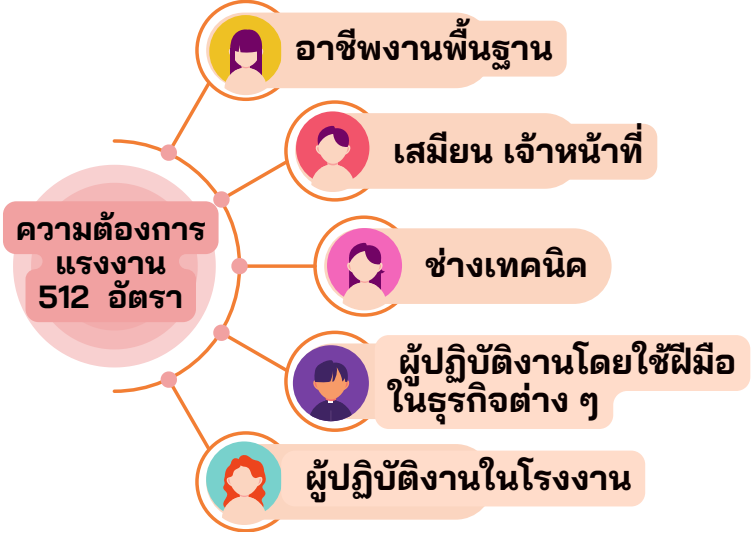 อาชีพงานพื้นฐาน
เสมียน เจ้าหน้าที่
ความต้องการ
แรงงาน
512 อัตรา
ช่างเทคนิค
ผู้ปฏิบัติงานโดยใช้ฝีมือ
ในธุรกิจต่าง ๆ
ผู้ปฏิบัติงานในโรงงาน